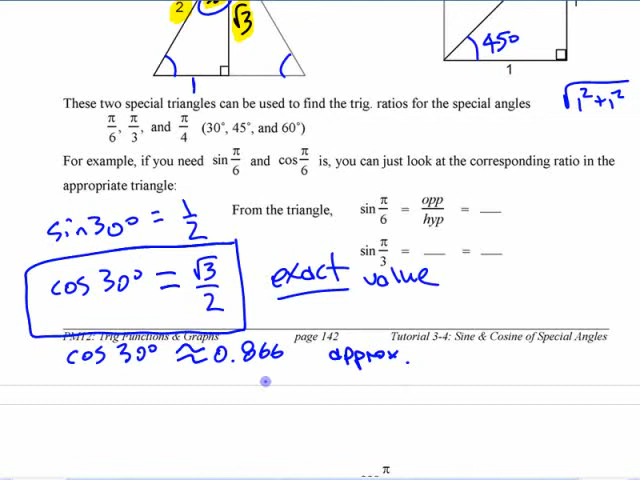 2
√3
1
45°
1
√1²+1²
These two special triangles can be used to find the trig. ratios for the special angles
π/6, π/3, and π/4 (30°, 45°, and 60°)
For example, if you need sin π/6 and cos π/6 is, you can just look at the corresponding ratio in the
appropriate triangle:
sin 30° = 1/2
From the triangle, sin π/6 = opp/hyp = __
sin π/3 = __ = __
cos 30° = √3/2
exact value
PM12: Trig Functions & Graphs page 142 Tutorial 3-4: Sine & Cosine of Special Angles
cos 30° ≈ 0.866 approx.
π